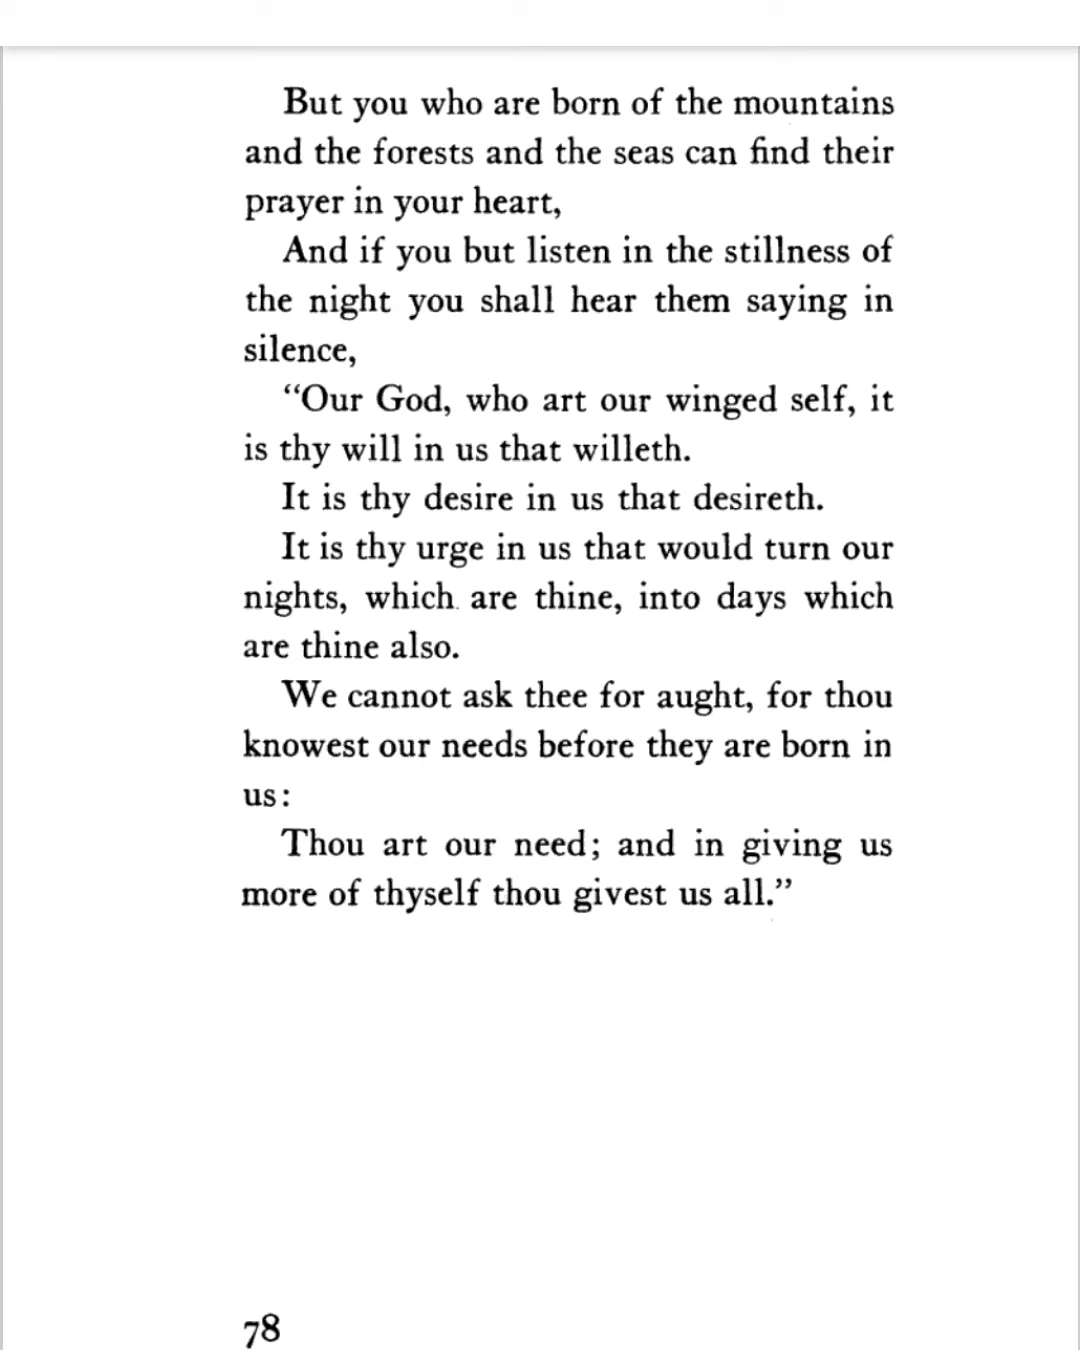 But you who are born of the mountains
and the forests and the seas can find their
prayer in your heart,
And if you but listen in the stillness of
the night you shall hear them saying in
silence,
“Our God, who art our winged self, it
is thy will in us that willeth.
It is thy desire in us that desireth.
It is thy urge in us that would turn our
nights, which are thine, into days which
are thine also.
We cannot ask thee for aught, for thou
knowest our needs before they are born in
us:
Thou art our need; and in giving us
more of thyself thou givest us all.”
78